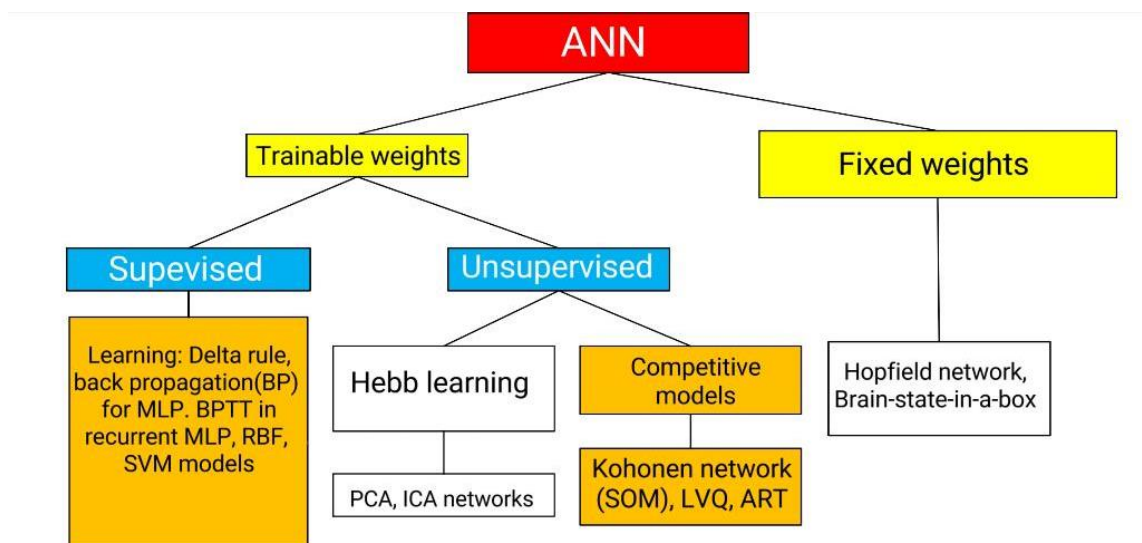 ANN
Trainable weights
Fixed weights
Supevised
Unsupervised
Learning: Delta rule,
back propagation(BP)
for MLP. BPTT in
recurrent MLP, RBF,
SVM models
Hebb learning
Competitive
models
Hopfield network,
Brain-state-in-a-box
PCA, ICA networks
Kohonen network
(SOM), LVQ, ART